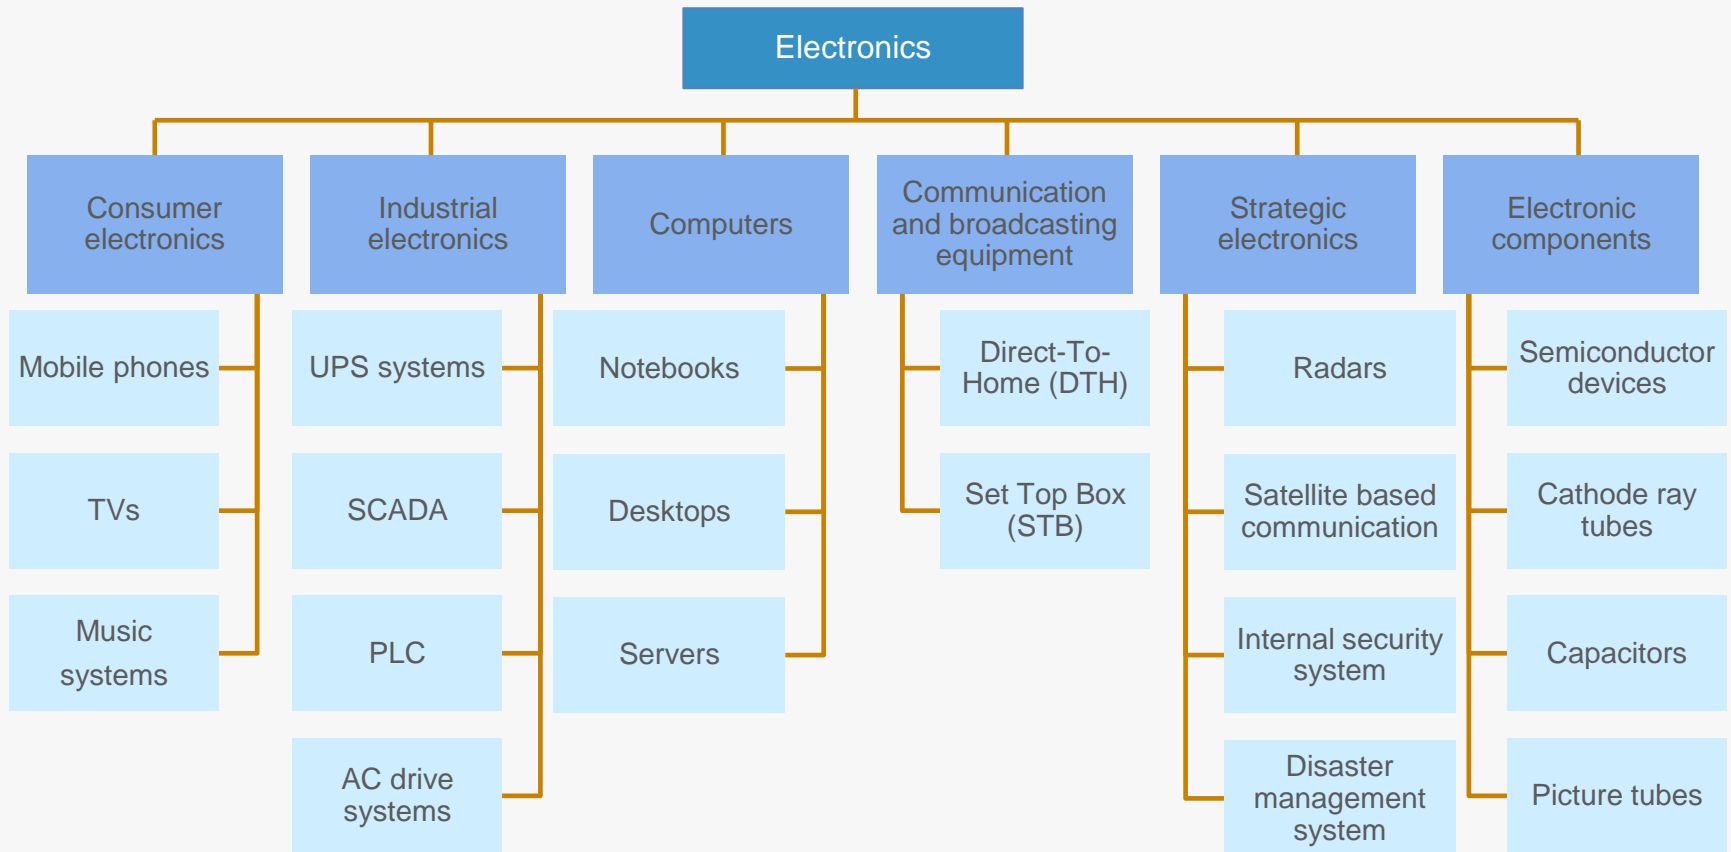 Electronics
Consumer
electronics
Industrial
electronics
Computers
Communication
and broadcasting
equipment
Strategic
electronics
Electronic
components
Mobile phones
TVs
Music
systems
UPS systems
SCADA
PLC
AC drive
systems
Notebooks
Desktops
Servers
Direct-To-
Home (DTH)
Set Top Box
(STB)
Radars
Satellite based
communication
Internal security
system
Disaster
management
system
Semiconductor
devices
Cathode ray
tubes
Capacitors
Picture tubes